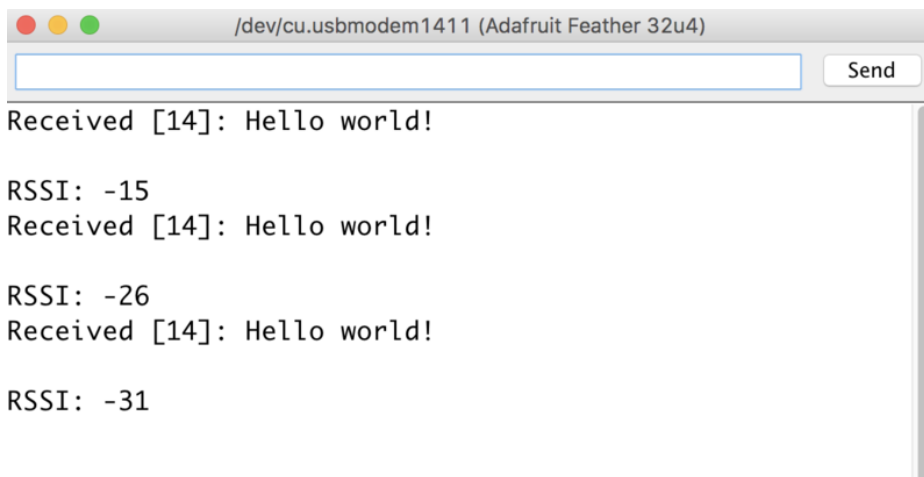 /dev/cu.usbmodem1411 (Adafruit Feather 32u4)
Send
Received [14]: Hello world!
RSSI: -15
Received [14]: Hello world!
RSSI: -26
Received [14]: Hello world!
RSSI: -31